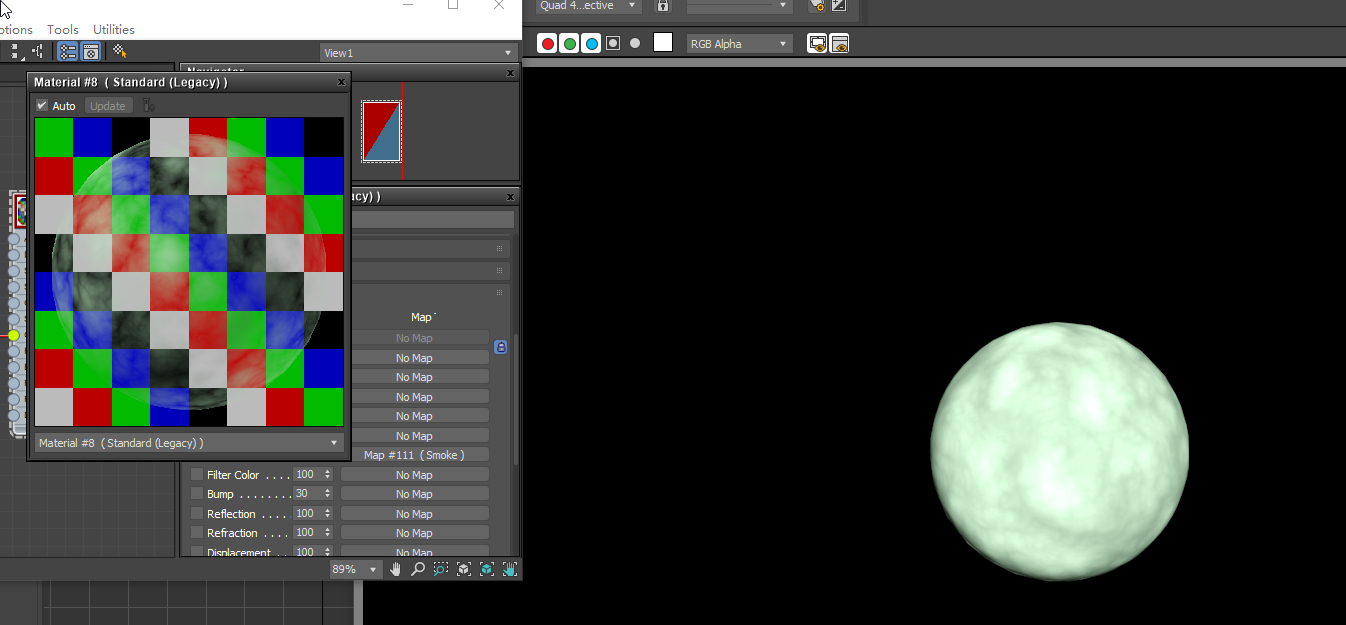 Quad 4...ective
ptions Tools Utilities
View1
RGB Alpha
Navigator
Material #8 ( Standard (Legacy) )
Auto Update
acy) )
Map
No Map
No Map
No Map
No Map
No Map
No Map
Material #8 ( Standard (Legacy) )
Map #111 ( Smoke )
Filter Color . . . . 100 No Map
Bump . . . . . . . . 30 No Map
Reflection . . . . 100 No Map
Refraction . . . . 100 No Map
Displacement . . 100 No Map
89%